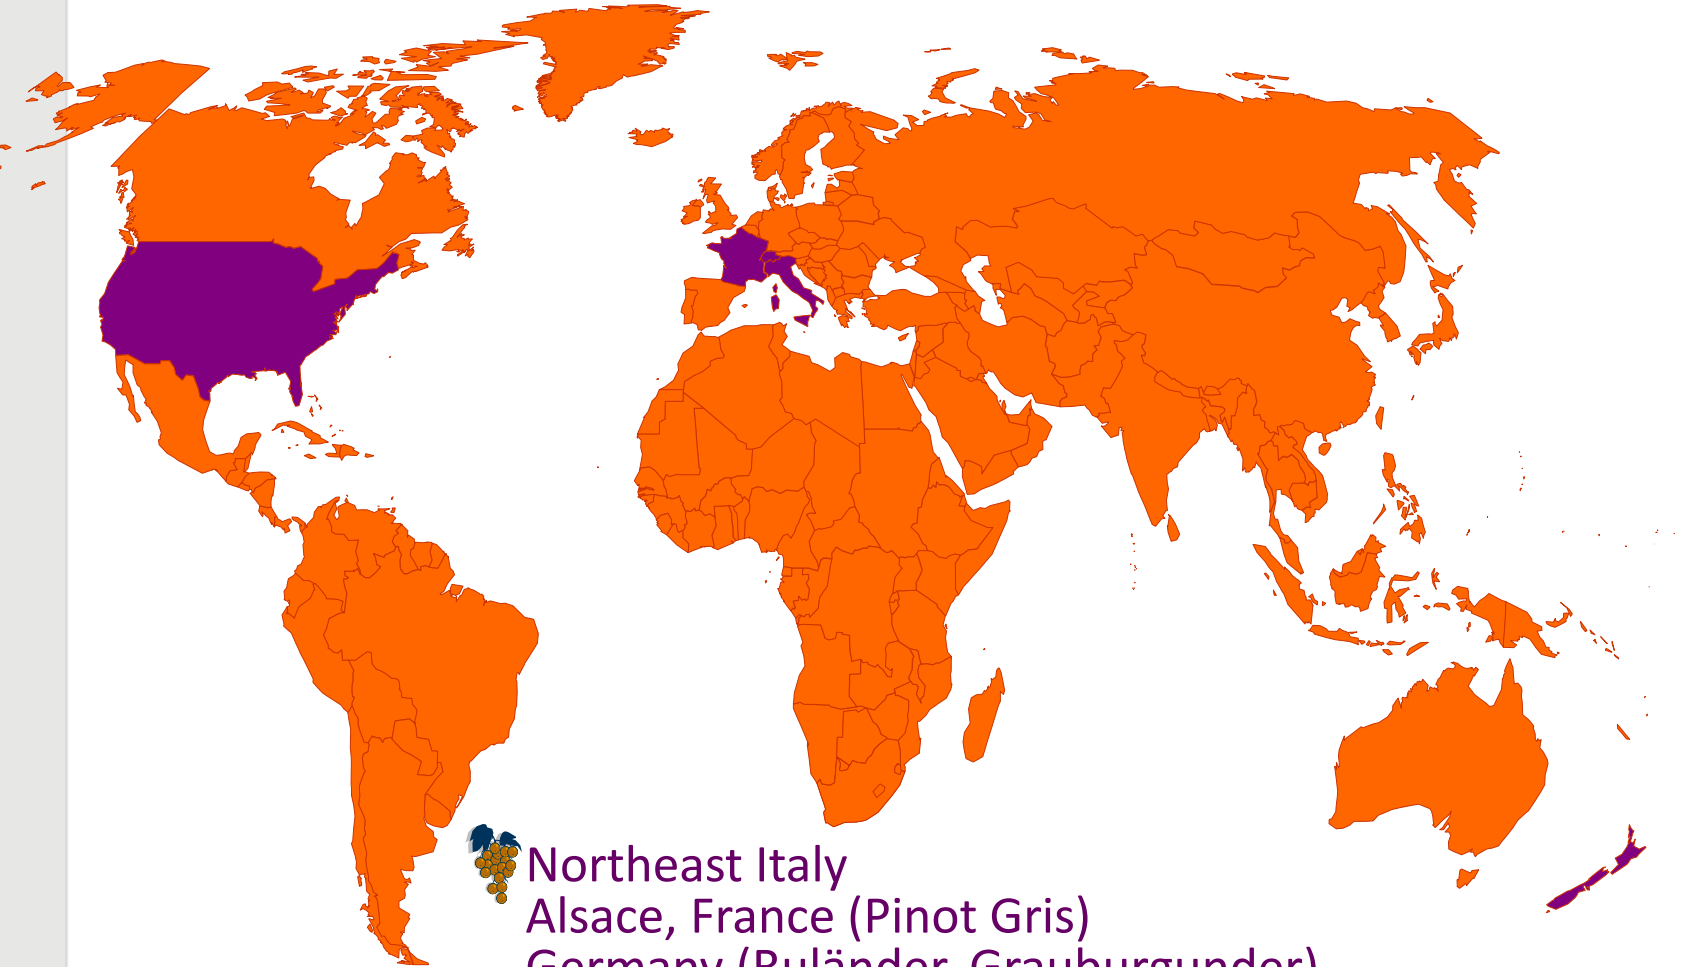 Northeast Italy
Alsace, France (Pinot Gris)
Germany (Ruländer, Grauburgunder)